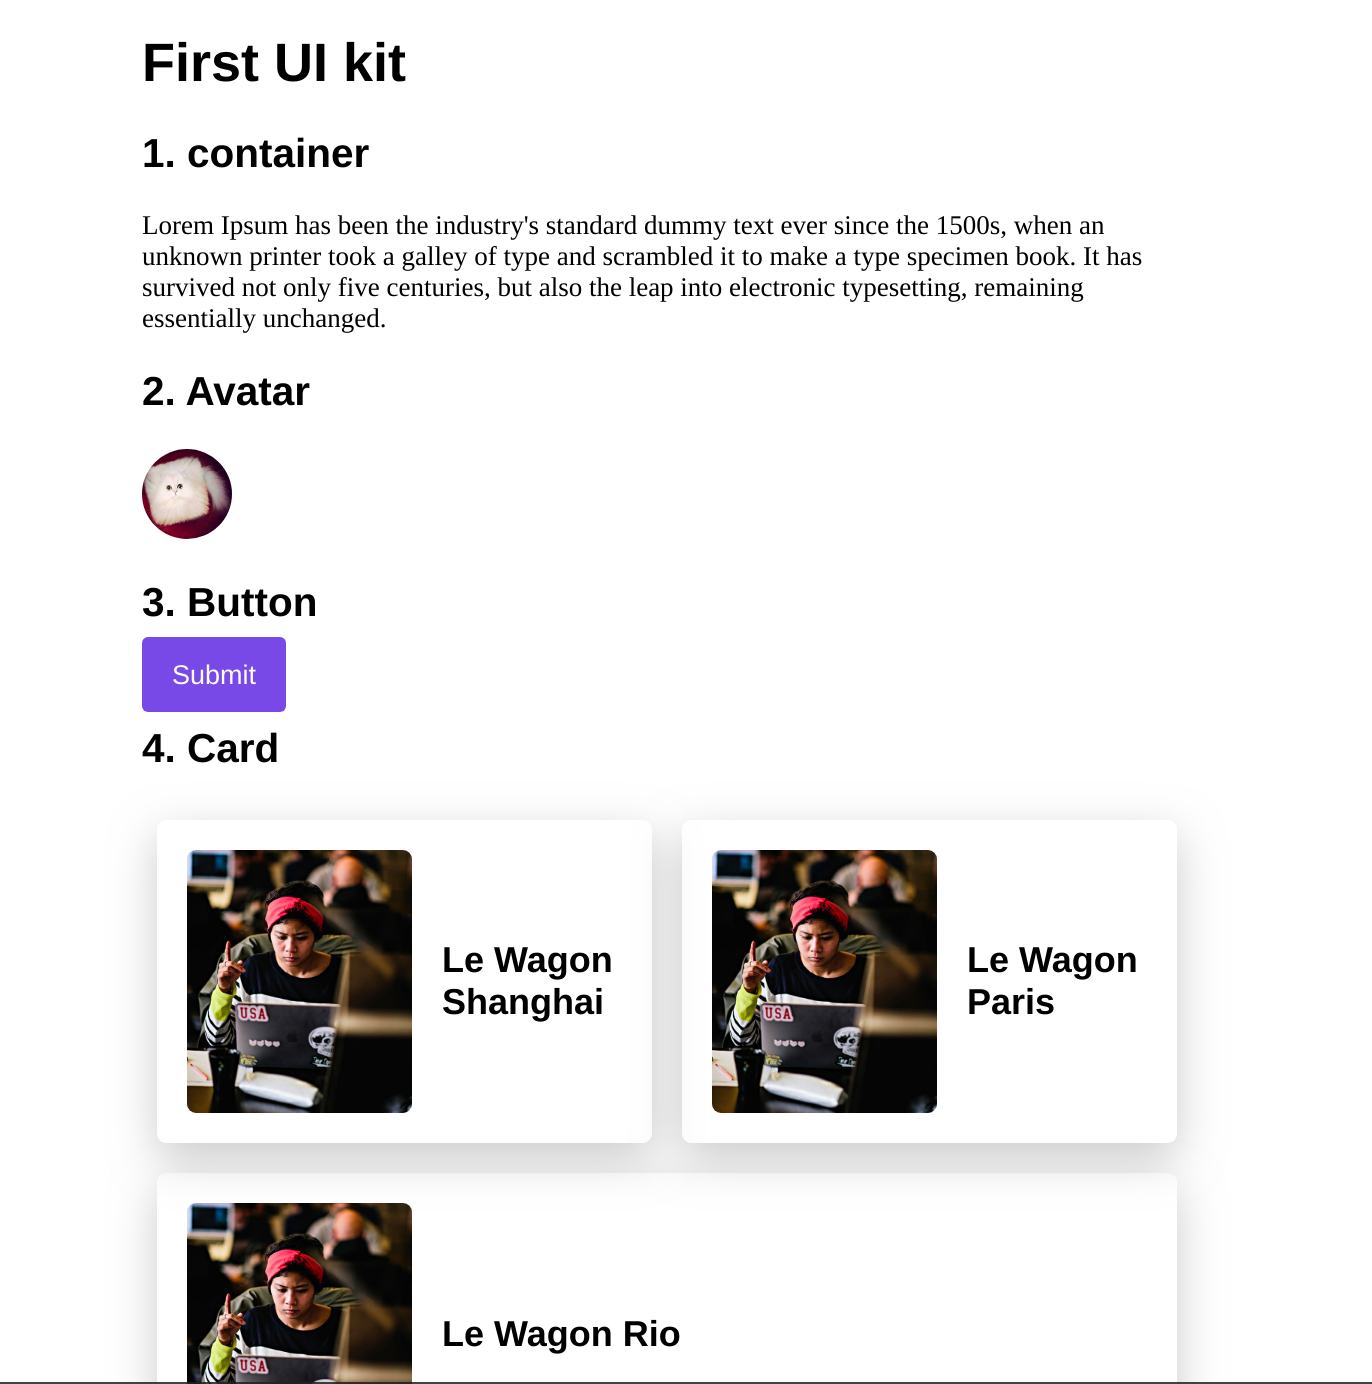 First UI kit
1. container
Lorem Ipsum has been the industry's standard dummy text ever since the 1500s, when an
unknown printer took a galley of type and scrambled it to make a type specimen book. It has
survived not only five centuries, but also the leap into electronic typesetting, remaining
essentially unchanged.
2. Avatar
3. Button
Submit
4. Card
USA
Le Wagon
Shanghai
USA
Le Wagon
Paris
USA
Le Wagon Rio